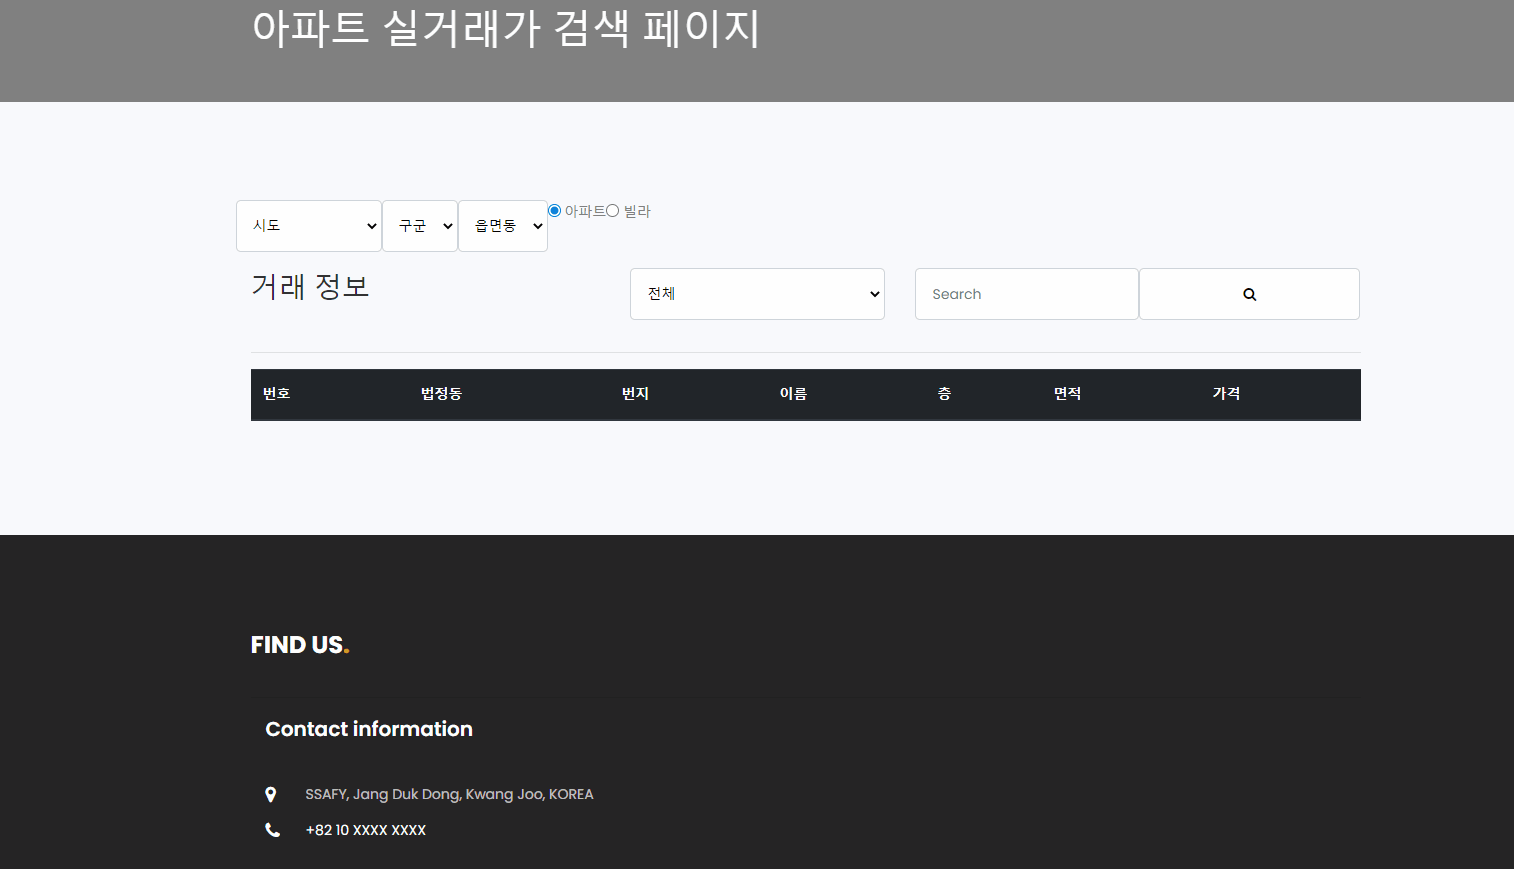 아파트 실거래가 검색 페이지
시도 구군 읍면동 아파트 빌라
거래 정보 전체 Search
번호 법정동 번지 이름 층 면적 가격
FIND US.
Contact information
SSAFY, Jang Duk Dong, Kwang Joo, KOREA
+82 10 XXXX XXXX